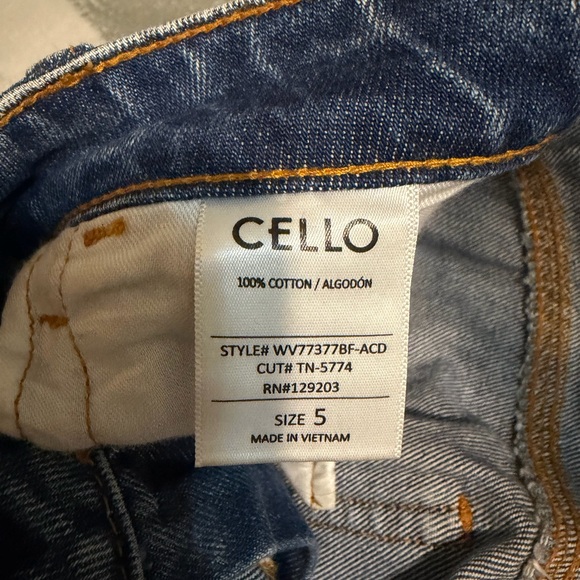 CELLO
100% COTTON / ALGODÓN
STYLE# WV77377BF-ACD
CUT# TN-5774
RN#129203
SIZE 5
MADE IN VIETNAM